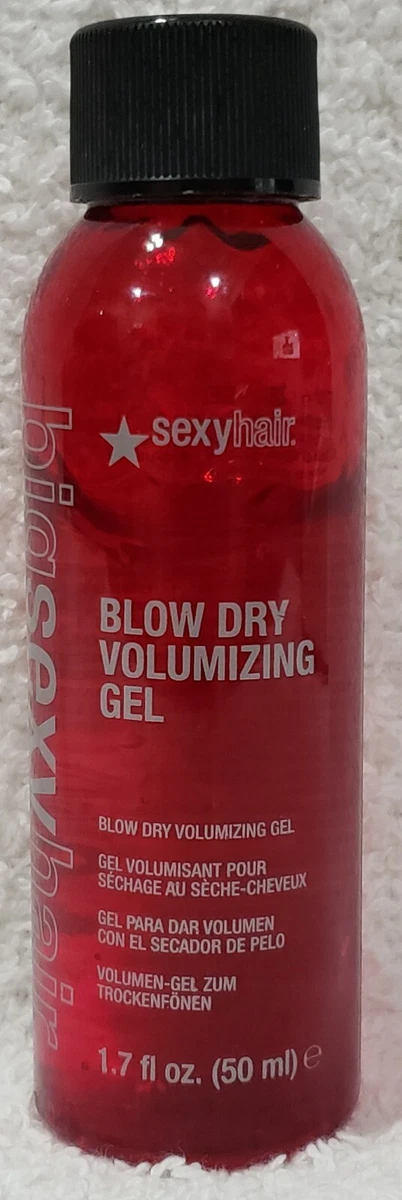 sexyhair.
BLOW DRY
VOLUMIZING
GEL
BLOW DRY VOLUMIZING GEL
GEL VOLUMISANT POUR
SÉCHAGE AU SÈCHE-CHEVEUX
GEL PARA DAR VOLUMEN
CON EL SECADOR DE PELO
VOLUMEN-GEL ZUM
TROCKENFÖNEN
1.7 fl oz. (50 ml) ℮
bigsexyhair